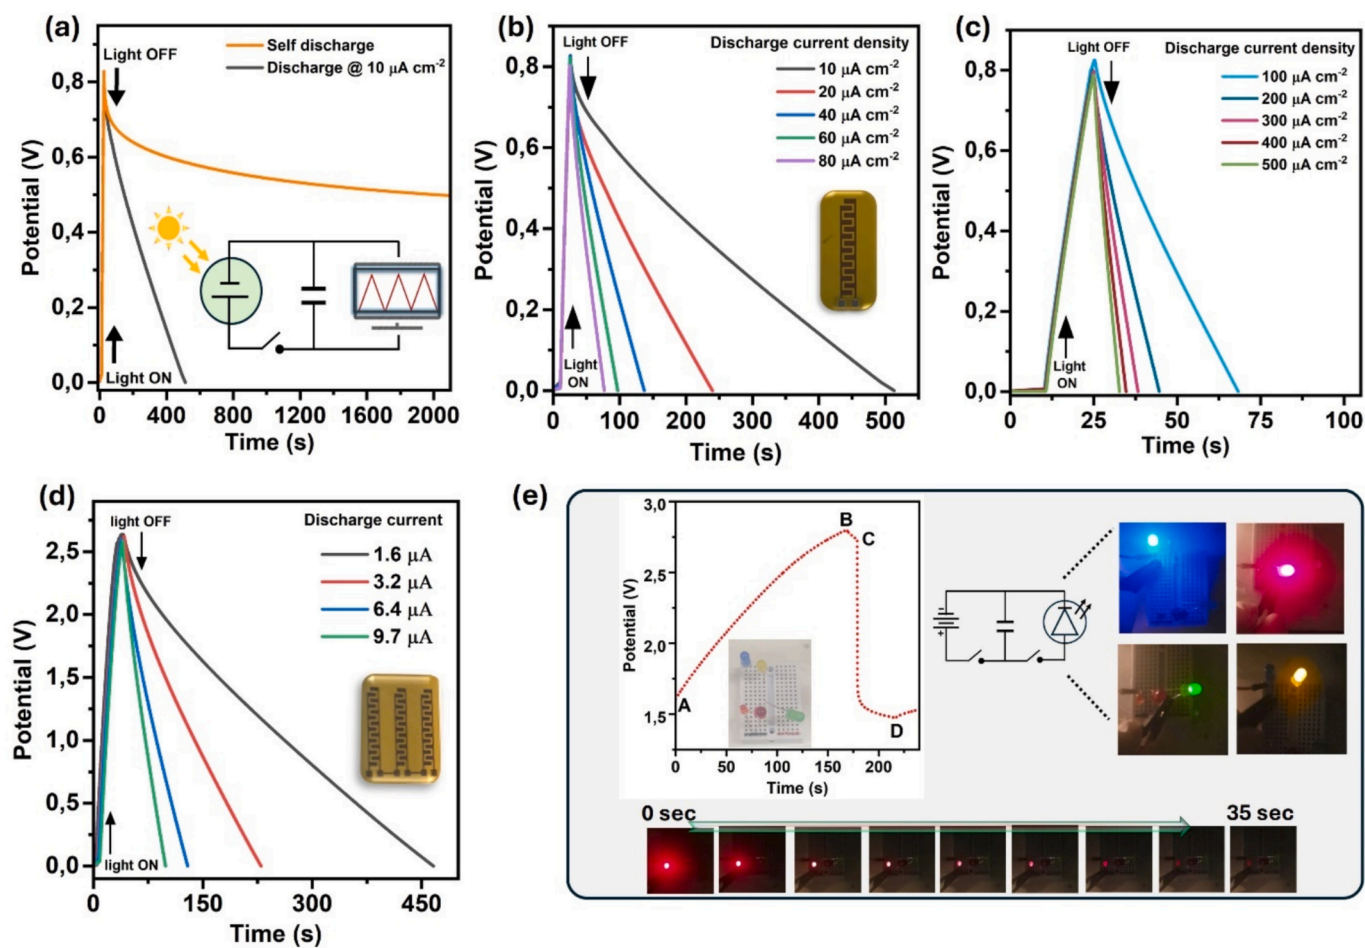 (a)
Light OFF
Self discharge
Discharge @ 10 µA cm⁻²
Potential (V)
0,8
0,6
0,4
0,2
0,0
Light ON
0
400
800
1200
1600
2000
Time (s)
(b)
Light OFF
Discharge current density
10 µA cm⁻²
20 µA cm⁻²
40 µA cm⁻²
60 µA cm⁻²
80 µA cm⁻²
Potential (V)
0,8
0,6
0,4
0,2
0,0
Light
ON
0
100
200
300
400
500
Time (s)
(c)
Light OFF
Discharge current density
100 µA cm⁻²
200 µA cm⁻²
300 µA cm⁻²
400 µA cm⁻²
500 µA cm⁻²
Potential (V)
0,8
0,6
0,4
0,2
0,0
Light
ON
0
25
50
75
100
Time (s)
(d)
light OFF
Discharge current
1.6 µA
3.2 µA
6.4 µA
9.7 µA
Potential (V)
2,5
2,0
1,5
1,0
0,5
0,0
light ON
0
150
300
450
Time (s)
(e)
Potential (V)
3,0
2,5
2,0
1,5
A
B
C
D
0
50
100
150
200
Time (s)
0 sec
35 sec